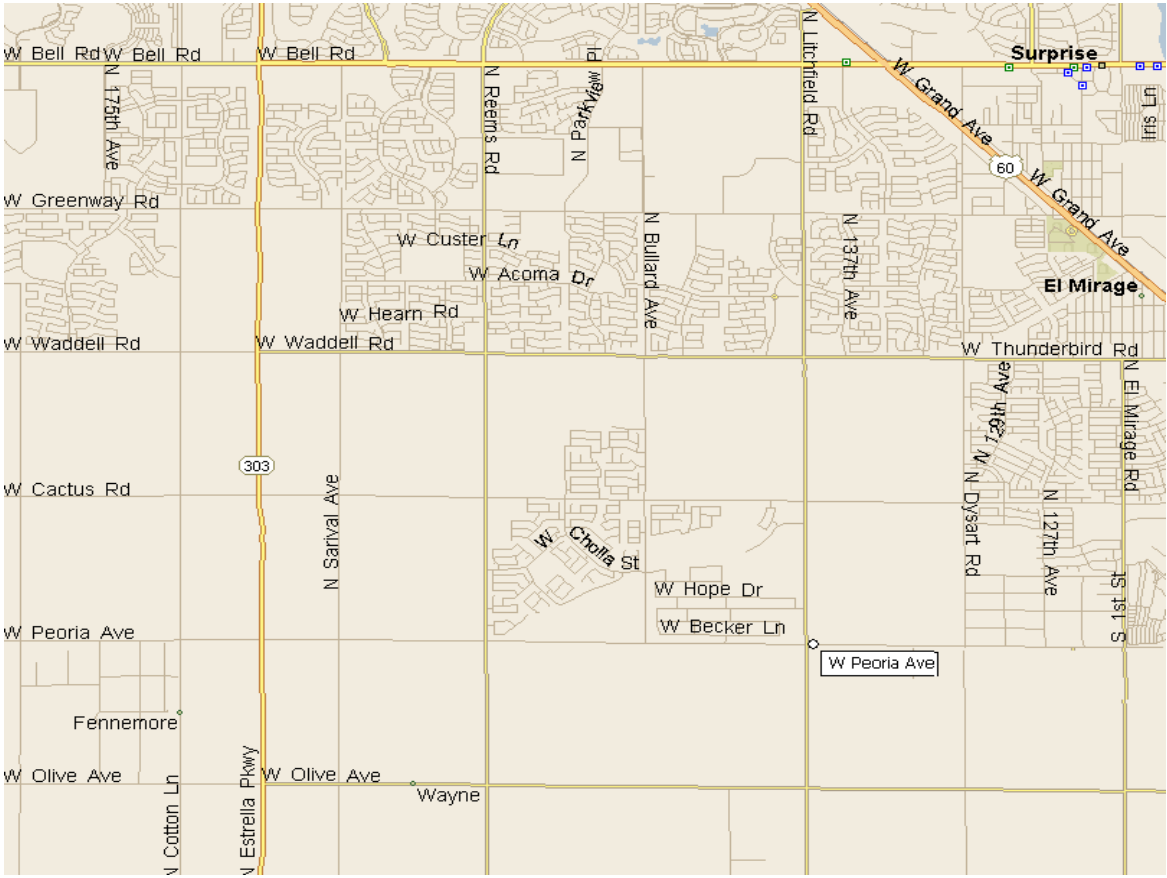 W Bell Rd
W Bell Rd
W Bell Rd
N Parkview Pl
N Litchfield Rd
Surprise
W Grand Ave
N 175th Ave
N Reems Rd
Iris Ln
60
W Grand Ave
W Greenway Rd
W Custer Ln
N Bullard Ave
N 137th Ave
W Acoma Dr
El Mirage
W Hearn Rd
W Waddell Rd
W Waddell Rd
W Thunderbird Rd
N 129th Ave
N El Mirage Rd
303
W Cactus Rd
N Sarival Ave
N Dysart Rd
N 127th Ave
W Cholla St
W Hope Dr
S 1st St
W Peoria Ave
W Becker Ln
W Peoria Ave
Fennemore
W Olive Ave
W Olive Ave
Wayne
N Cotton Ln
N Estrella Pkwy